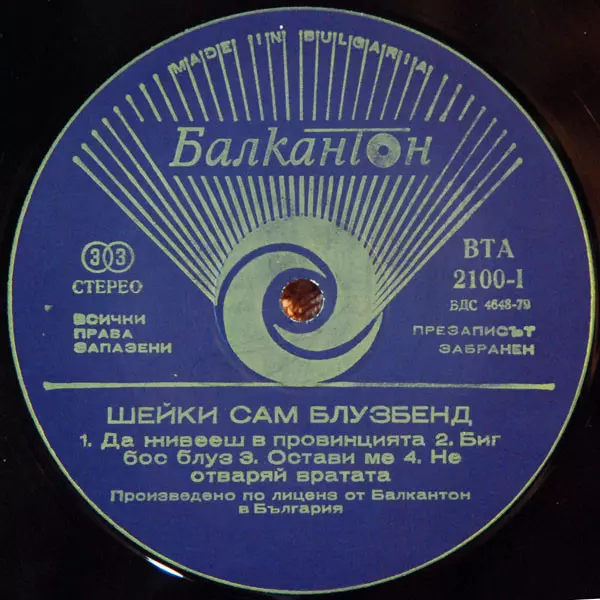 MADE IN BULGARIA
Балкантон
33
СТЕРЕО
ВСИЧКИ
ПРАВА
ЗАПАЗЕНИ
ВТА
2100-I
БДС 4648-79
ПРЕЗАПИСЪТ
ЗАБРАНЕН
ШЕЙКИ САМ БЛУЗБЕНД
1. Да живееш в провинцията 2. Биг
бос блуз 3. Остави ме 4. Не
отваряй вратата
Произведено по лиценз от Балкантон
в България